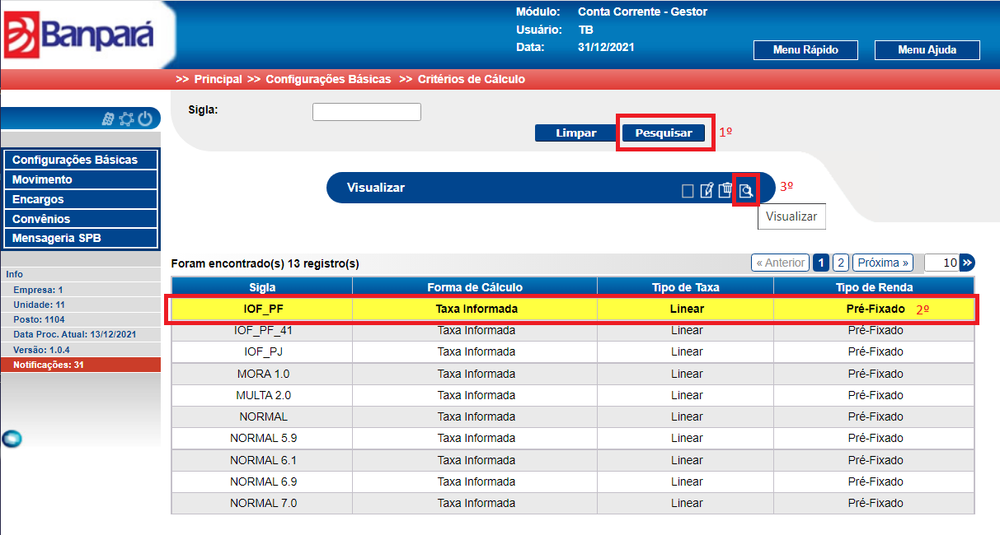 Banpará
Módulo: Conta Corrente - Gestor
Usuário: TB
Data: 31/12/2021
Menu Rápido Menu Ajuda
>> Principal >> Configurações Básicas >> Critérios de Cálculo
Sigla:
Limpar Pesquisar 1º
Configurações Básicas
Movimento
Encargos
Convênios
Mensageria SPB
Visualizar 3º
Visualizar
Info
Empresa: 1
Unidade: 11
Posto: 1104
Data Proc. Atual: 13/12/2021
Versão: 1.0.4
Notificações: 31
Foram encontrado(s) 13 registro(s) « Anterior 1 2 Próxima » 10 »
Sigla Forma de Cálculo Tipo de Taxa Tipo de Renda
IOF_PF Taxa Informada Linear Pré-Fixado 2º
IOF_PF_41 Taxa Informada Linear Pré-Fixado
IOF_PJ Taxa Informada Linear Pré-Fixado
MORA 1.0 Taxa Informada Linear Pré-Fixado
MULTA 2.0 Taxa Informada Linear Pré-Fixado
NORMAL Taxa Informada Linear Pré-Fixado
NORMAL 5.9 Taxa Informada Linear Pré-Fixado
NORMAL 6.1 Taxa Informada Linear Pré-Fixado
NORMAL 6.9 Taxa Informada Linear Pré-Fixado
NORMAL 7.0 Taxa Informada Linear Pré-Fixado